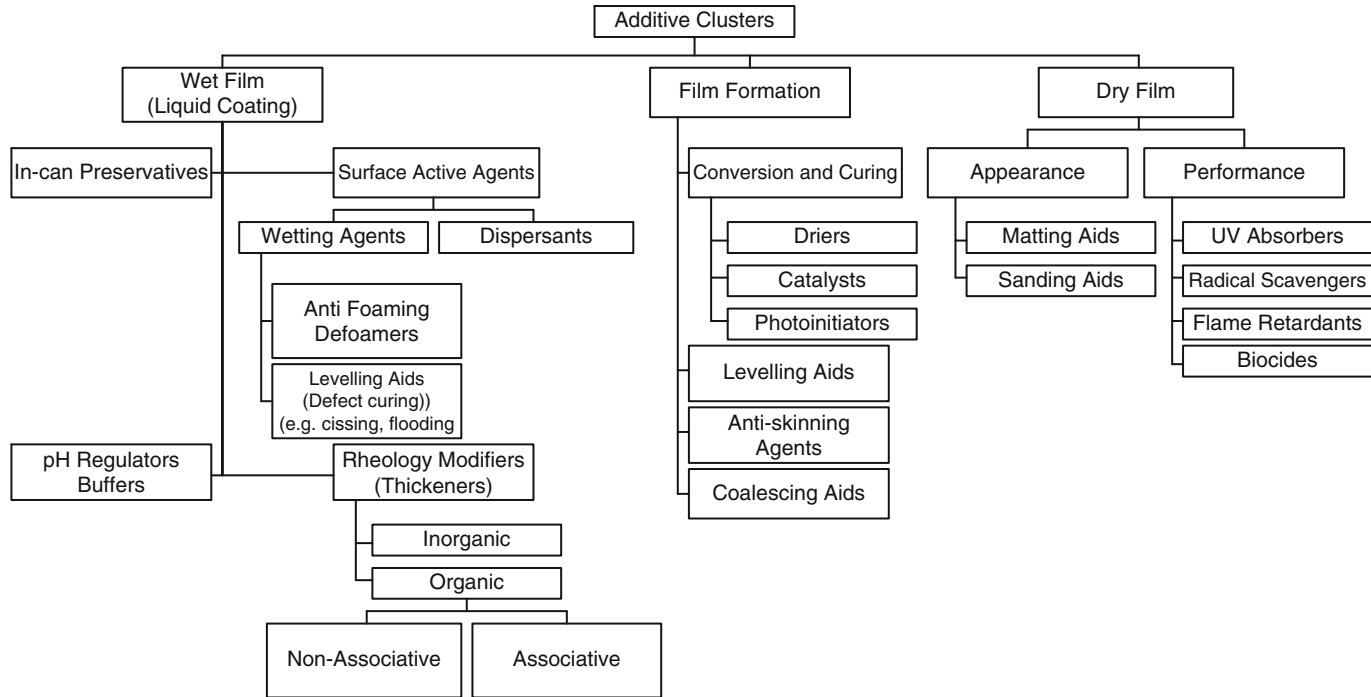 Additive Clusters
Wet Film
(Liquid Coating)
Film Formation
Dry Film
In-can Preservatives
Surface Active Agents
Conversion and Curing
Appearance
Performance
Wetting Agents
Dispersants
Driers
Matting Aids
UV Absorbers
Catalysts
Sanding Aids
Radical Scavengers
Anti Foaming
Defoamers
Photoinitiators
Flame Retardants
Biocides
Levelling Aids
(Defect curing))
(e.g. cissing, flooding
Levelling Aids
Anti-skinning
Agents
pH Regulators
Buffers
Rheology Modifiers
(Thickeners)
Coalescing Aids
Inorganic
Organic
Non-Associative
Associative